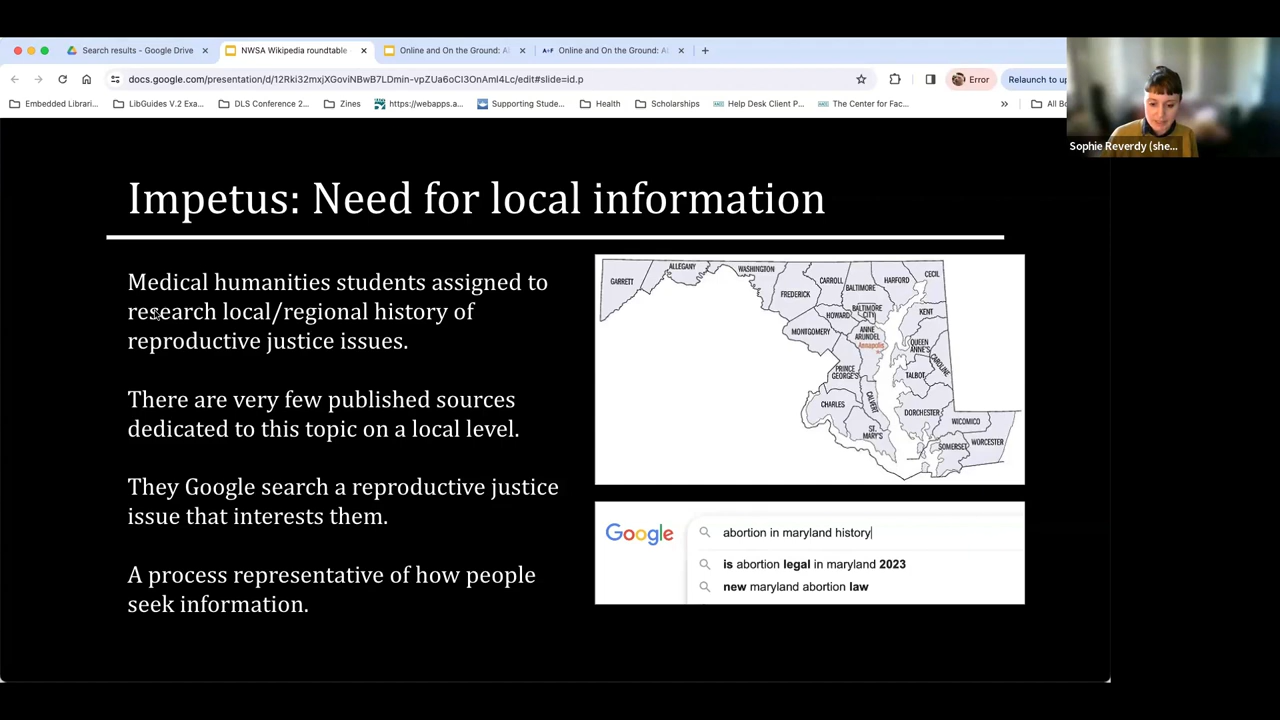 Search results - Google Drive
NWSA Wikipedia roundtable
Online and On the Ground: Al
A+F Online and On the Ground: Al
docs.google.com/presentation/d/12Rki32mxjXGoviNBwB7LDmin-vpZUa6oCl3OnAmI4Lc/edit#slide=id.p
Error
Relaunch to up
Embedded Librari...
LibGuides V.2 Exa...
DLS Conference 2...
Zines
https://webapps.a...
Supporting Stude...
Health
Scholarships
Help Desk Client P...
The Center for Fac...
All Bo
Sophie Reverdy (she...
Impetus: Need for local information
Medical humanities students assigned to
research local/regional history of
reproductive justice issues.
There are very few published sources
dedicated to this topic on a local level.
They Google search a reproductive justice
issue that interests them.
A process representative of how people
seek information.
GARRETT
ALLEGANY
WASHINGTON
FREDERICK
CARROLL
BALTIMORE
HARFORD
CECIL
BALTIMORE
CITY
HOWARD
KENT
MONTGOMERY
ANNE
ARUNDEL
Annapolis
QUEEN
ANNE'S
CAROLINE
PRINCE
GEORGE'S
TALBOT
CALVERT
CHARLES
DORCHESTER
ST.
MARY'S
WICOMICO
SOMERSET
WORCESTER
Google
abortion in maryland history
is abortion legal in maryland 2023
new maryland abortion law